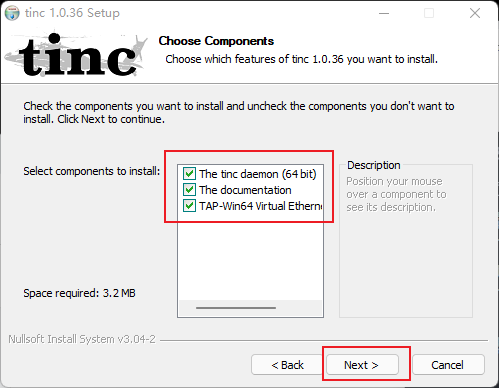 tinc 1.0.36 Setup
tinc
Choose Components
Choose which features of tinc 1.0.36 you want to install.
Check the components you want to install and uncheck the components you don't want to
install. Click Next to continue.
Select components to install:
The tinc daemon (64 bit)
The documentation
TAP-Win64 Virtual Etherne
Description
Position your mouse
over a component to
see its description.
Space required: 3.2 MB
Nullsoft Install System v3.04-2
< Back
Next >
Cancel